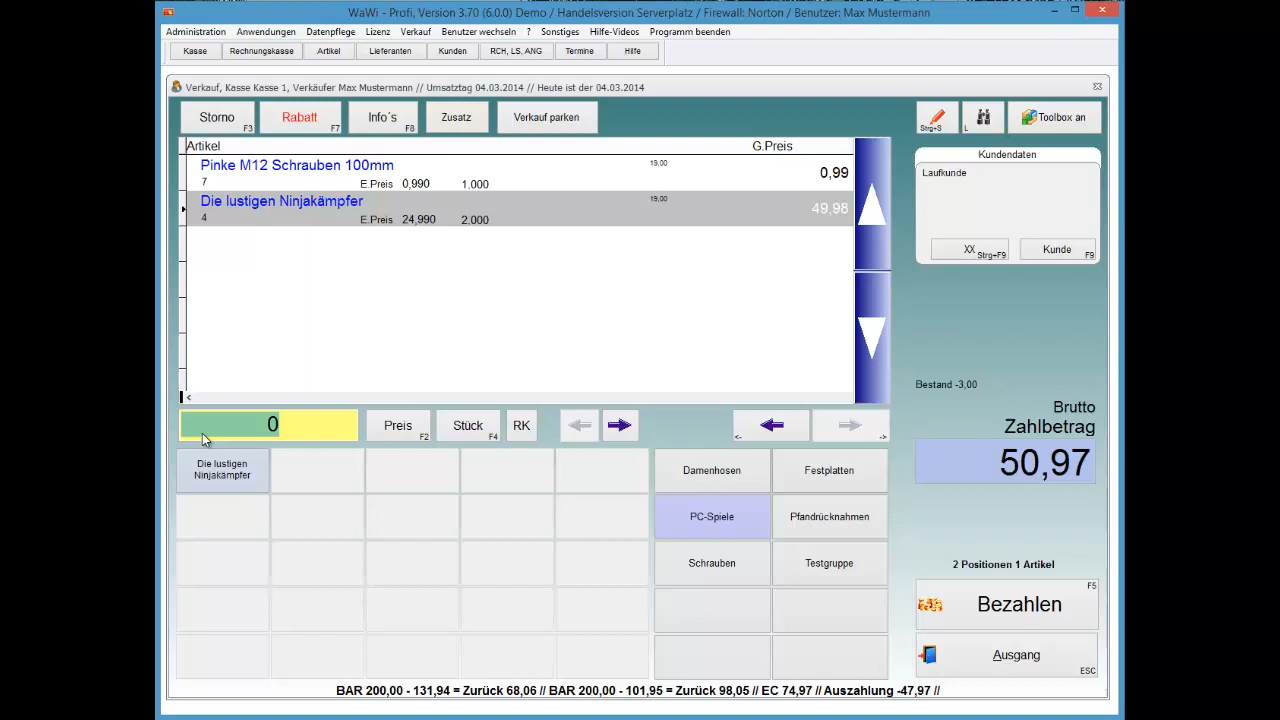 WaWi - Profi, Version 3.70 (6.0.0) Demo / Handelsversion Serverplatz / Firewall: Norton / Benutzer: Max Mustermann
Administration Anwendungen Datenpflege Lizenz Verkauf Benutzer wechseln ? Sonstiges Hilfe-Videos Programm beenden
Kasse Rechnungskasse Artikel Lieferanten Kunden RCH, LS, ANG Termine Hilfe
Verkauf, Kasse Kasse 1, Verkäufer Max Mustermann // Umsatztag 04.03.2014 // Heute ist der 04.03.2014
Storno F3 Rabatt F7 Info´s F8 Zusatz Verkauf parken Strg+S L Toolbox an
Artikel G.Preis
Pinke M12 Schrauben 100mm 19,00 0,99
7 E.Preis 0,990 1.000
Die lustigen Ninjakämpfer 19,00 49,98
4 E.Preis 24,990 2,000
Kundendaten
Laufkunde
XX Strg+F9 Kunde F9
Bestand -3,00
Brutto
Zahlbetrag
50,97
0 Preis F2 Stück F4 RK <- ->
Die lustigen
Ninjakämpfer
Damenhosen Festplatten
PC-Spiele Pfandrücknahmen
Schrauben Testgruppe
2 Positionen 1 Artikel
Bezahlen F5
Ausgang ESC
BAR 200,00 - 131,94 = Zurück 68,06 // BAR 200,00 - 101,95 = Zurück 98,05 // EC 74,97 // Auszahlung -47,97 //